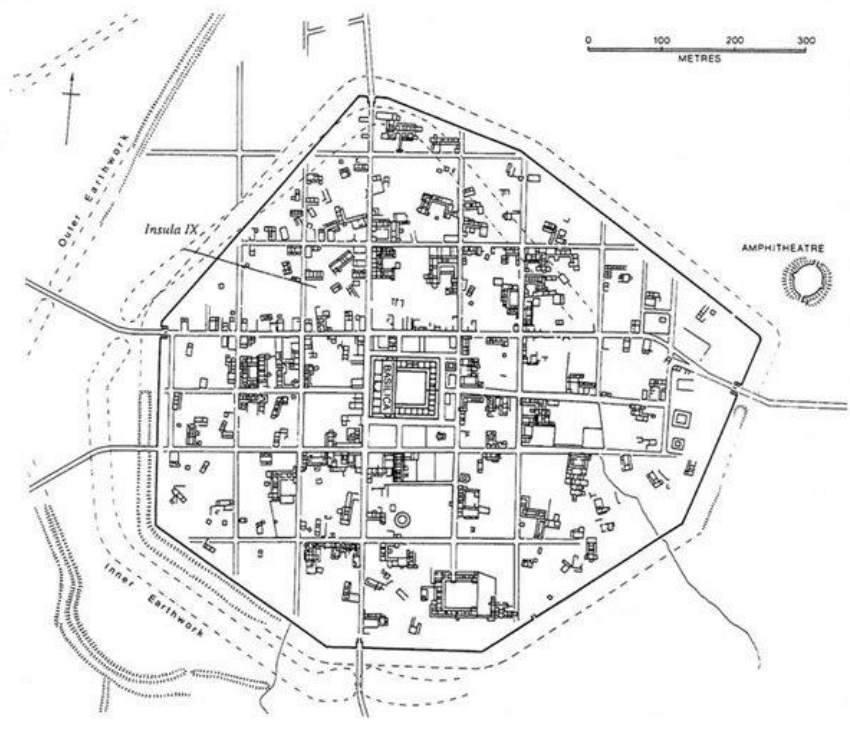 0 100 200 300
METRES
Outer Earthwork
Insula IX
AMPHITHEATRE
BASILICA
Inner Earthwork